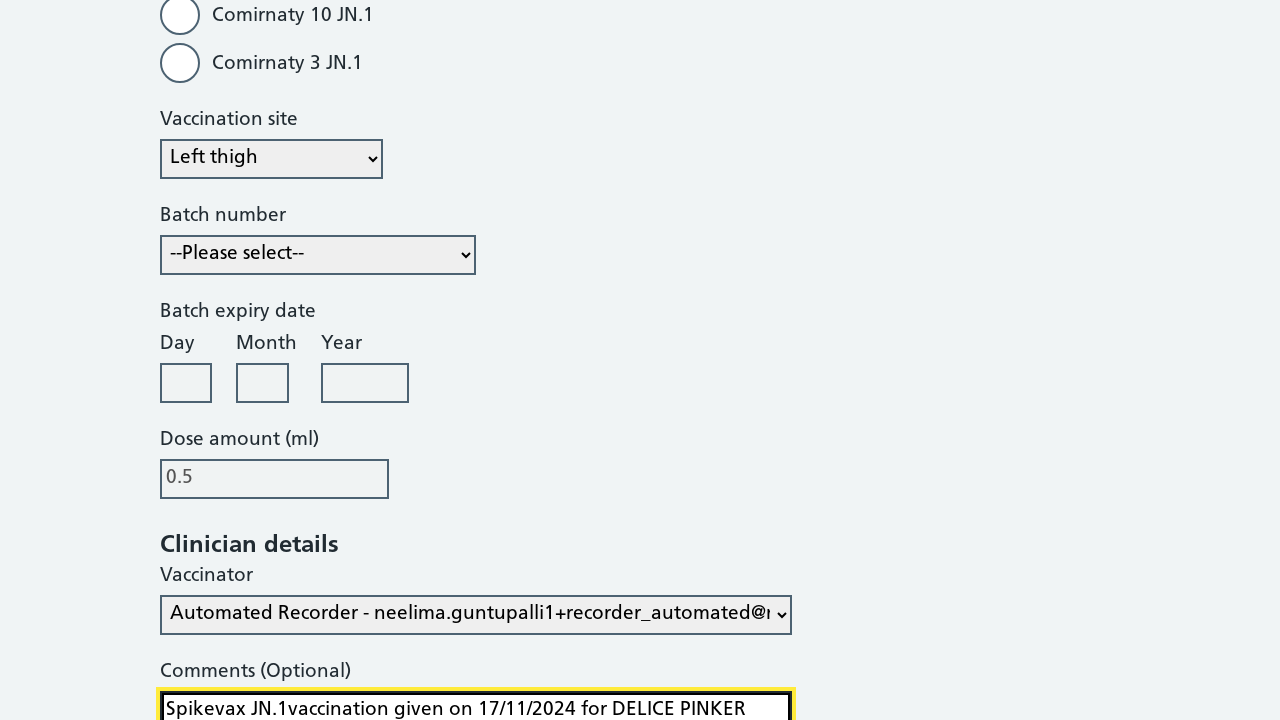 Comirnaty 10 JN.1
Comirnaty 3 JN.1
Vaccination site
Left thigh
Batch number
--Please select--
Batch expiry date
Day Month Year
Dose amount (ml)
0.5
Clinician details
Vaccinator
Automated Recorder - neelima.guntupalli1+recorder_automated@
Comments (Optional)
Spikevax JN.1vaccination given on 17/11/2024 for DELICE PINKER